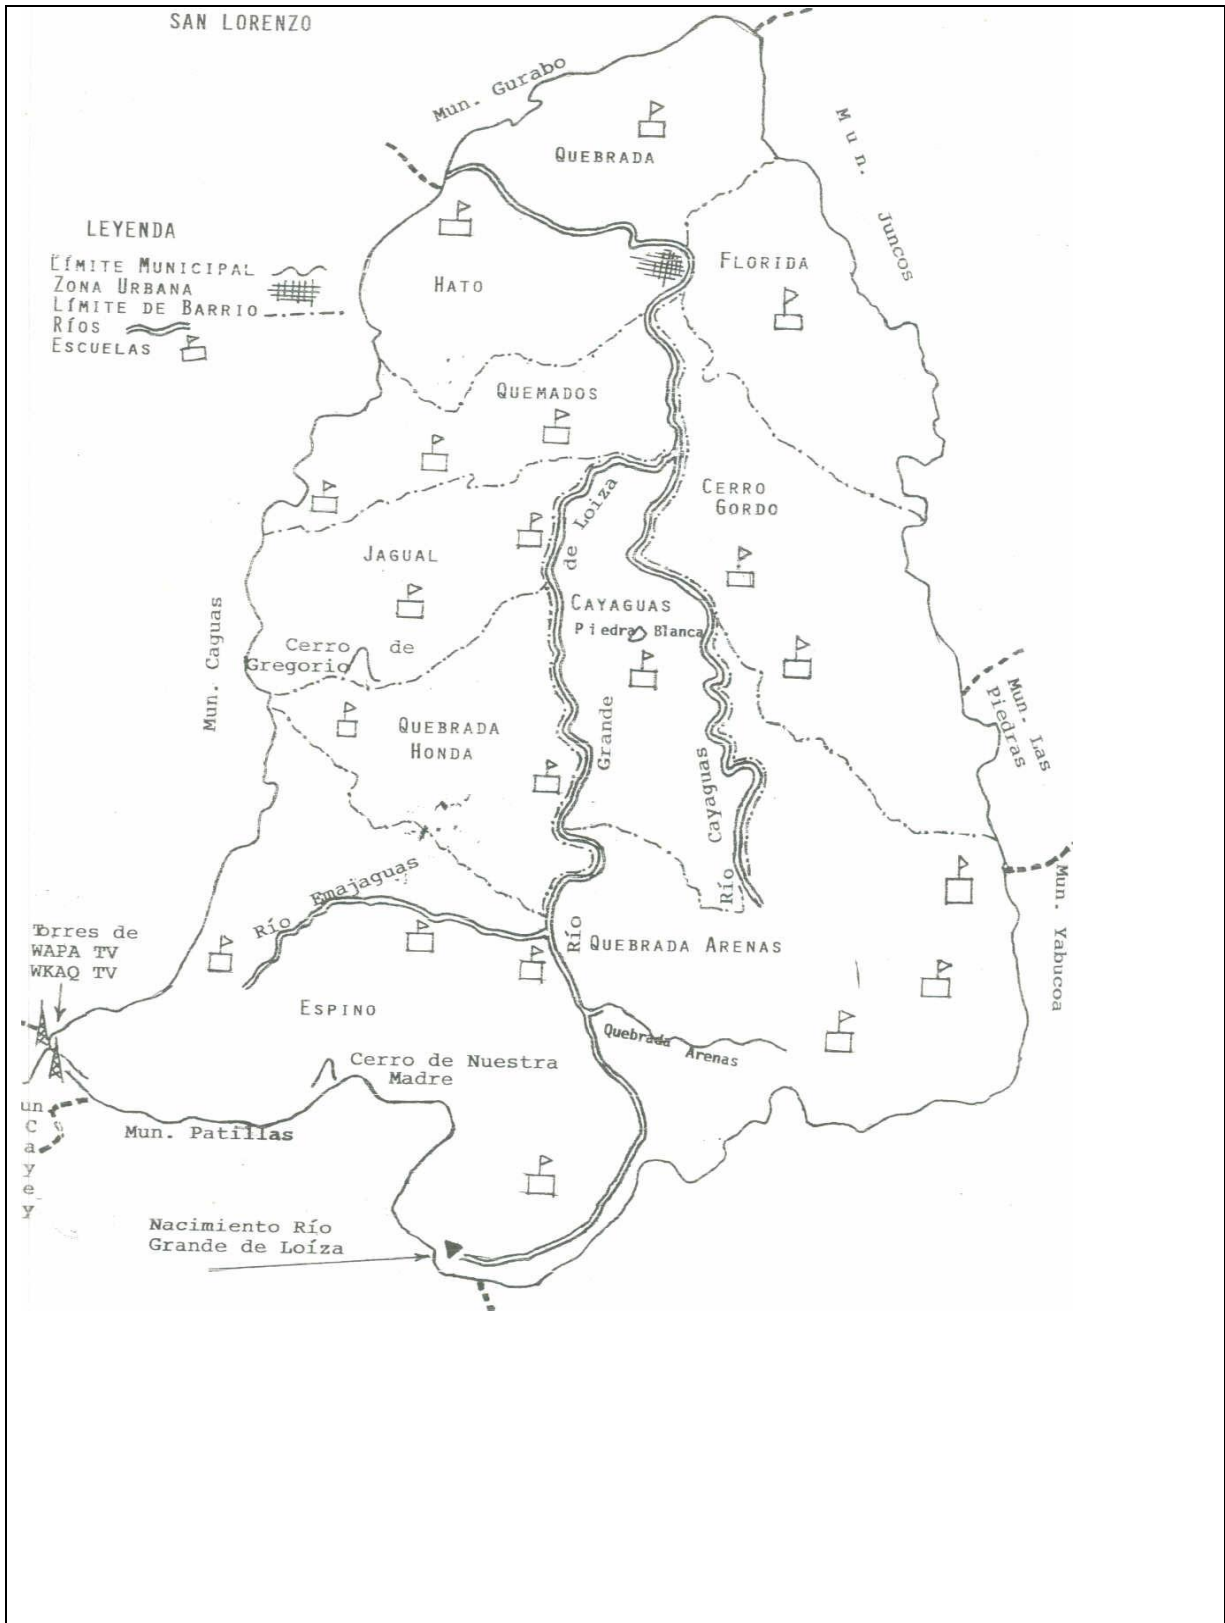 SAN LORENZO
Mun. Gurabo
QUEBRADA
Mun. Juncos
LEYENDA
LÍMITE MUNICIPAL
ZONA URBANA
LÍMITE DE BARRIO
RÍOS
ESCUELAS
HATO
FLORIDA
QUEMADOS
CERRO
GORDO
JAGUAL
CAYAGUAS
Piedra Blanca
Mun. Caguas
Cerro de
Gregorio
QUEBRADA
HONDA
Río Grande de Loíza
Río Cayaguas
Mun. Las
Piedras
Mun. Yabucoa
Río Emajaguas
QUEBRADA ARENAS
Torres de
WAPA TV
WKAQ TV
ESPINO
Quebrada Arenas
Cerro de Nuestra
Madre
un
Cayey
Mun. Patillas
Nacimiento Río
Grande de Loíza